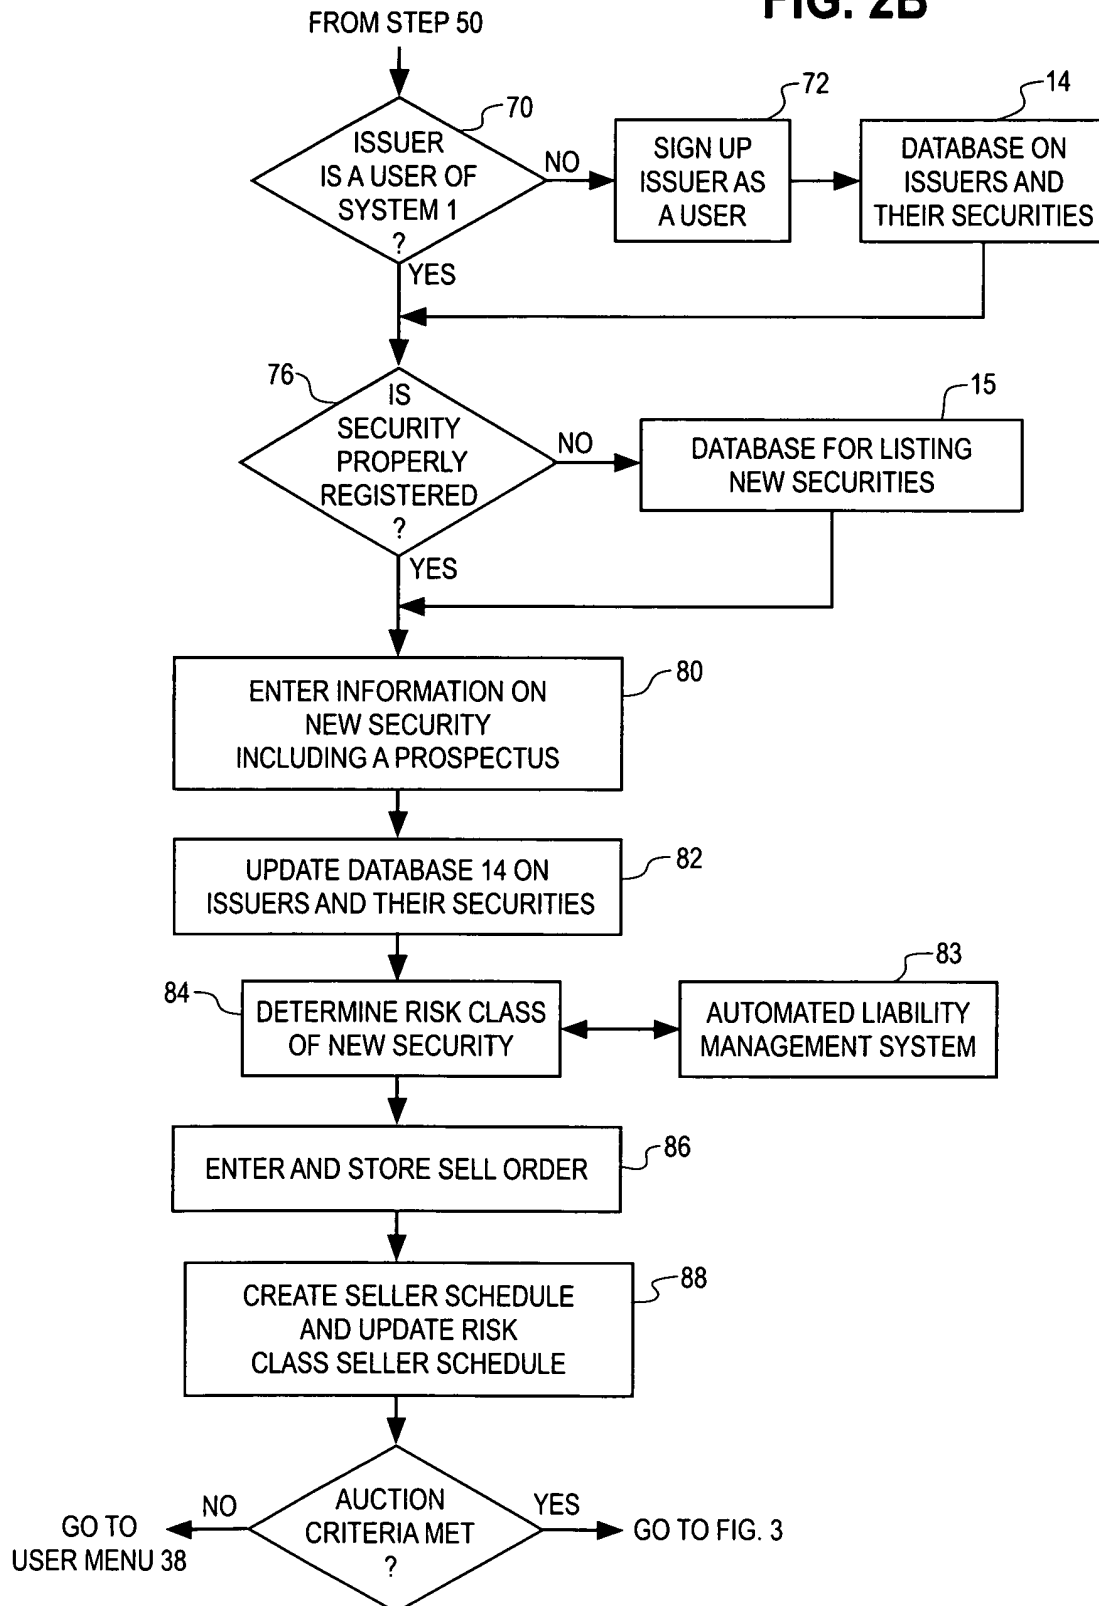 FIG. 2B
FROM STEP 50
70
ISSUER
IS A USER OF
SYSTEM 1
?
NO
YES
72
SIGN UP
ISSUER AS
A USER
14
DATABASE ON
ISSUERS AND
THEIR SECURITIES
76
IS
SECURITY
PROPERLY
REGISTERED
?
NO
YES
15
DATABASE FOR LISTING
NEW SECURITIES
80
ENTER INFORMATION ON
NEW SECURITY
INCLUDING A PROSPECTUS
82
UPDATE DATABASE 14 ON
ISSUERS AND THEIR SECURITIES
84
DETERMINE RISK CLASS
OF NEW SECURITY
83
AUTOMATED LIABILITY
MANAGEMENT SYSTEM
86
ENTER AND STORE SELL ORDER
88
CREATE SELLER SCHEDULE
AND UPDATE RISK
CLASS SELLER SCHEDULE
AUCTION
CRITERIA MET
?
NO
GO TO
USER MENU 38
YES
GO TO FIG. 3